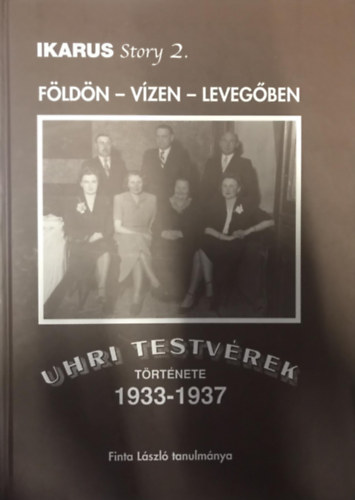 IKARUS Story 2.
FÖLDÖN – VÍZEN – LEVEGŐBEN
UHRI TESTVÉREK
TÖRTÉNETE
1933-1937
Finta László tanulmánya